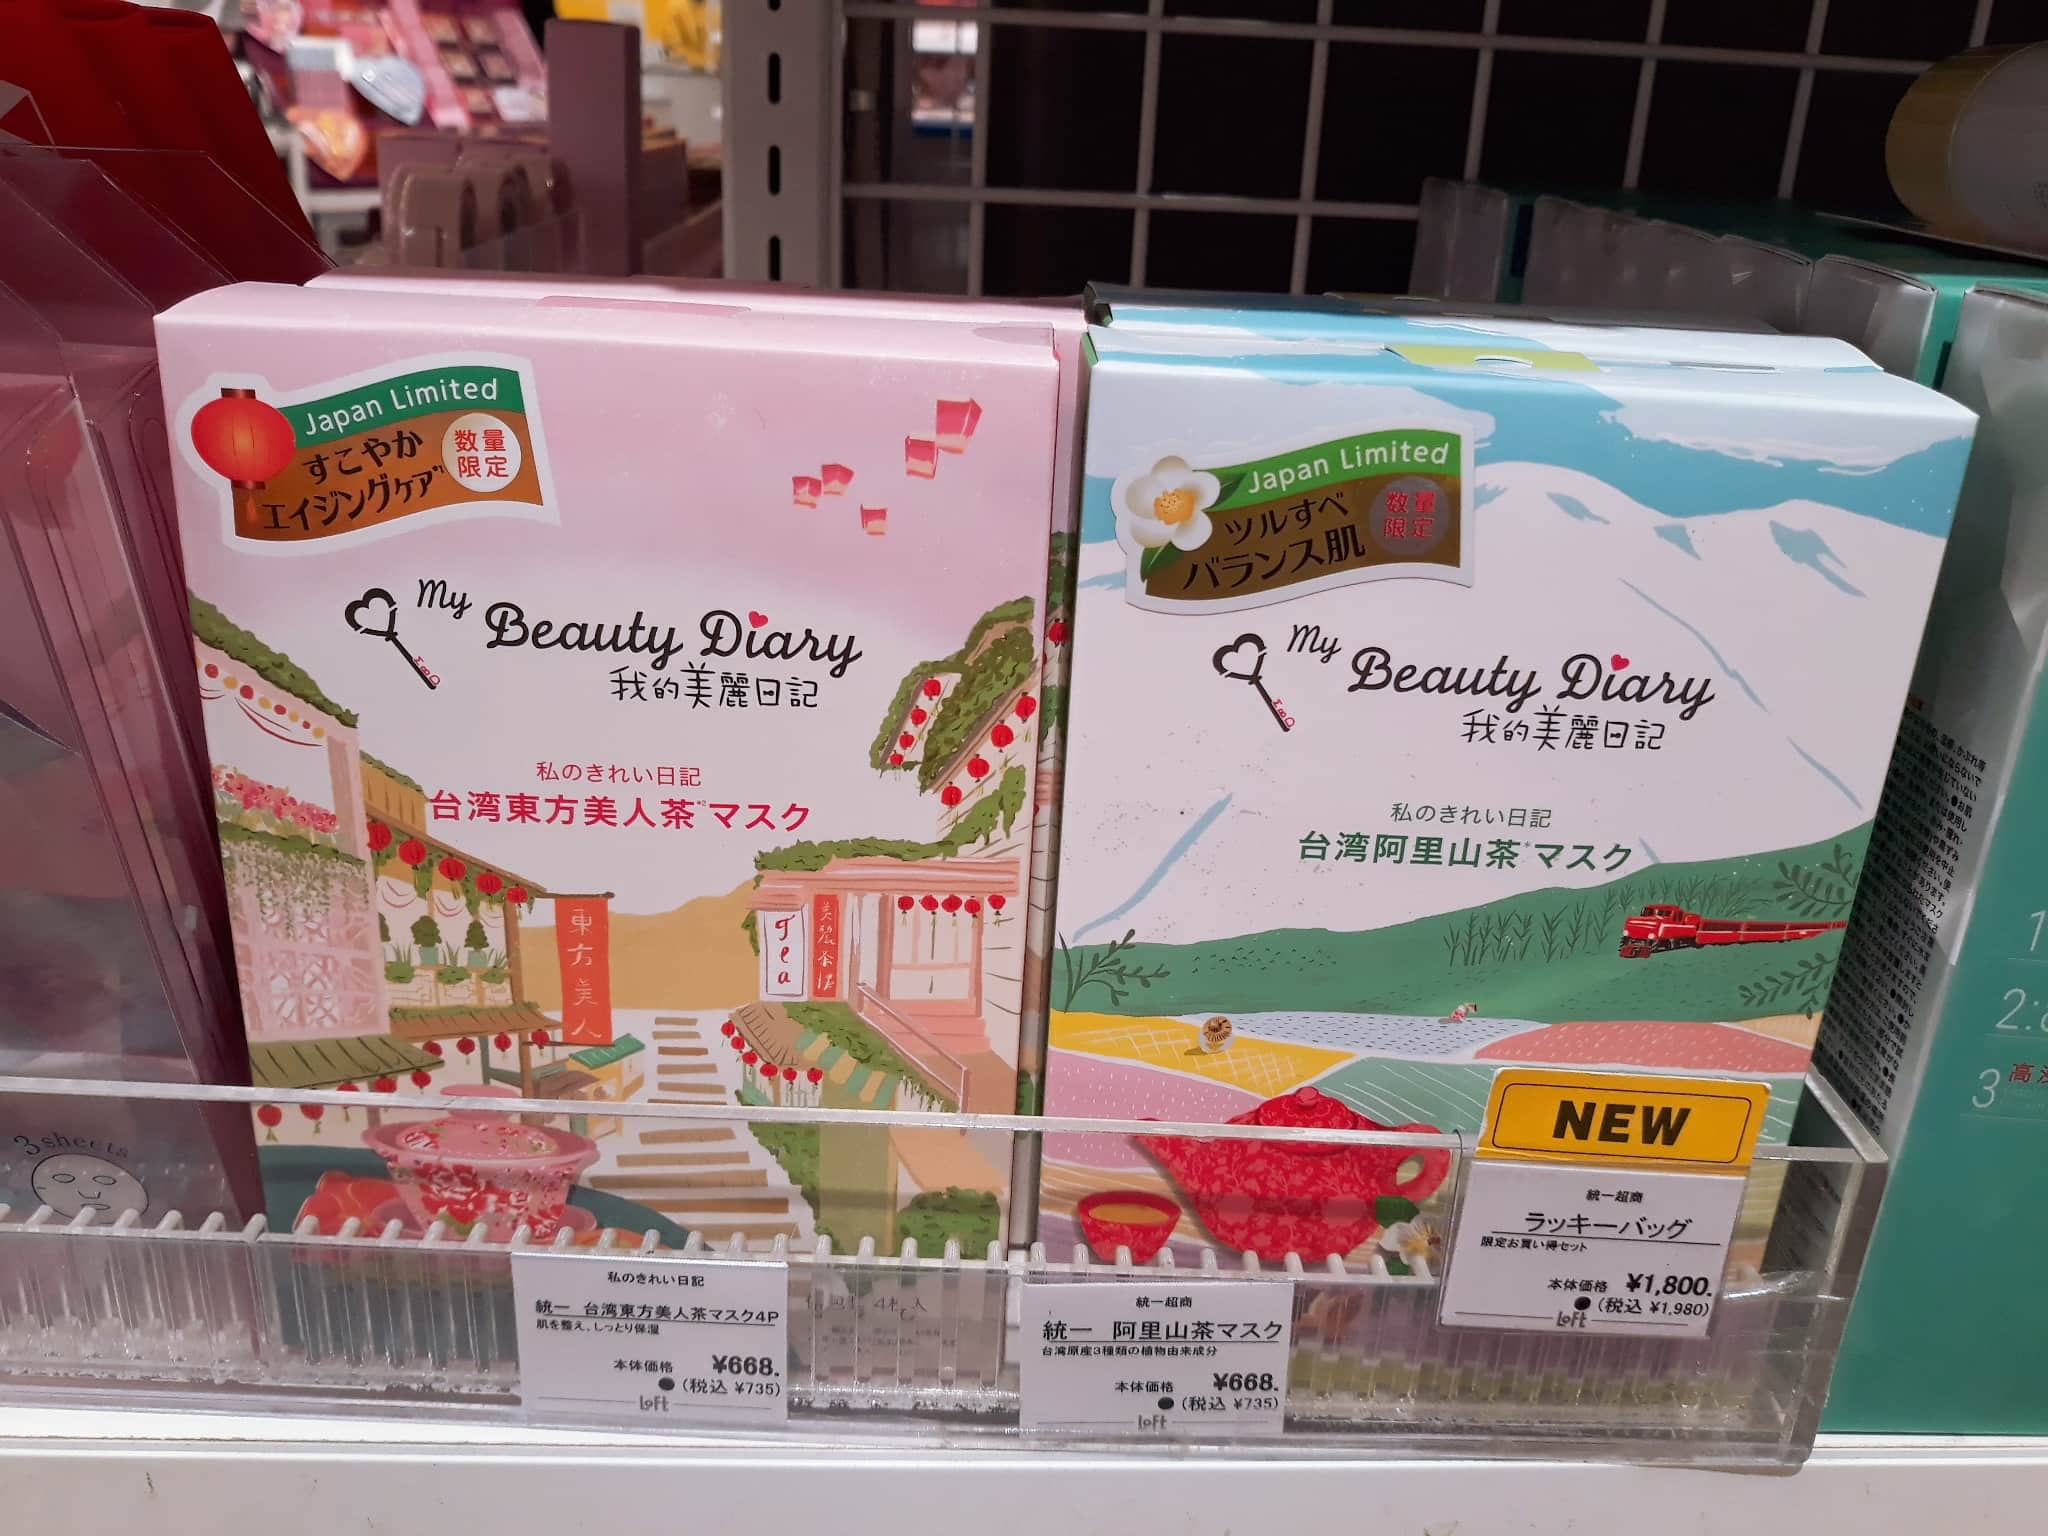 Japan Limited
すこやか
エイジングケア*¹
数量
限定
My
Beauty Diary
我的美麗日記
私のきれい日記
台湾東方美人茶*²マスク
東方美人
Tea
Japan Limited
ツルすべ
バランス肌
数量
限定
My
Beauty Diary
我的美麗日記
私のきれい日記
台湾阿里山茶*マスク
3 sheets
私のきれい日記
統一 台湾東方美人茶マスク4P
肌を整え、しっとり保湿
本体価格 ¥668.
(税込 ¥735)
LOFT
統一超商
統一 阿里山茶マスク
台湾原産3種類の植物由来成分
本体価格 ¥668.
(税込 ¥735)
LOFT
NEW
統一超商
ラッキーバッグ
限定お買い得セット
本体価格 ¥1,800.
(税込 ¥1,980)
LOFT